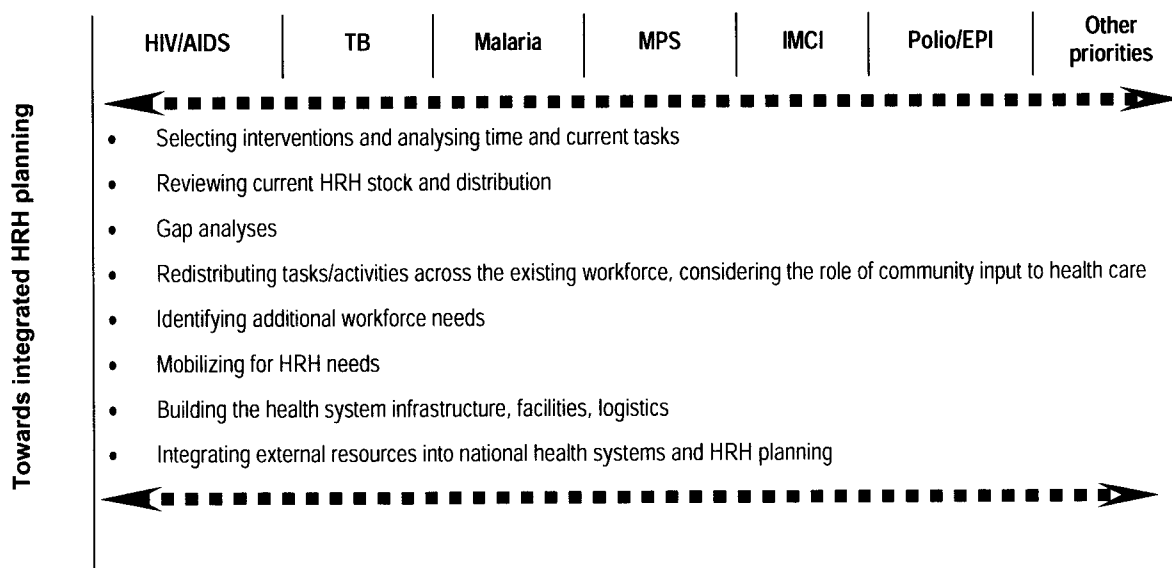 HIV/AIDS TB Malaria MPS IMCI Polio/EPI Other priorities
Towards integrated HRH planning
• Selecting interventions and analysing time and current tasks
• Reviewing current HRH stock and distribution
• Gap analyses
• Redistributing tasks/activities across the existing workforce, considering the role of community input to health care
• Identifying additional workforce needs
• Mobilizing for HRH needs
• Building the health system infrastructure, facilities, logistics
• Integrating external resources into national health systems and HRH planning